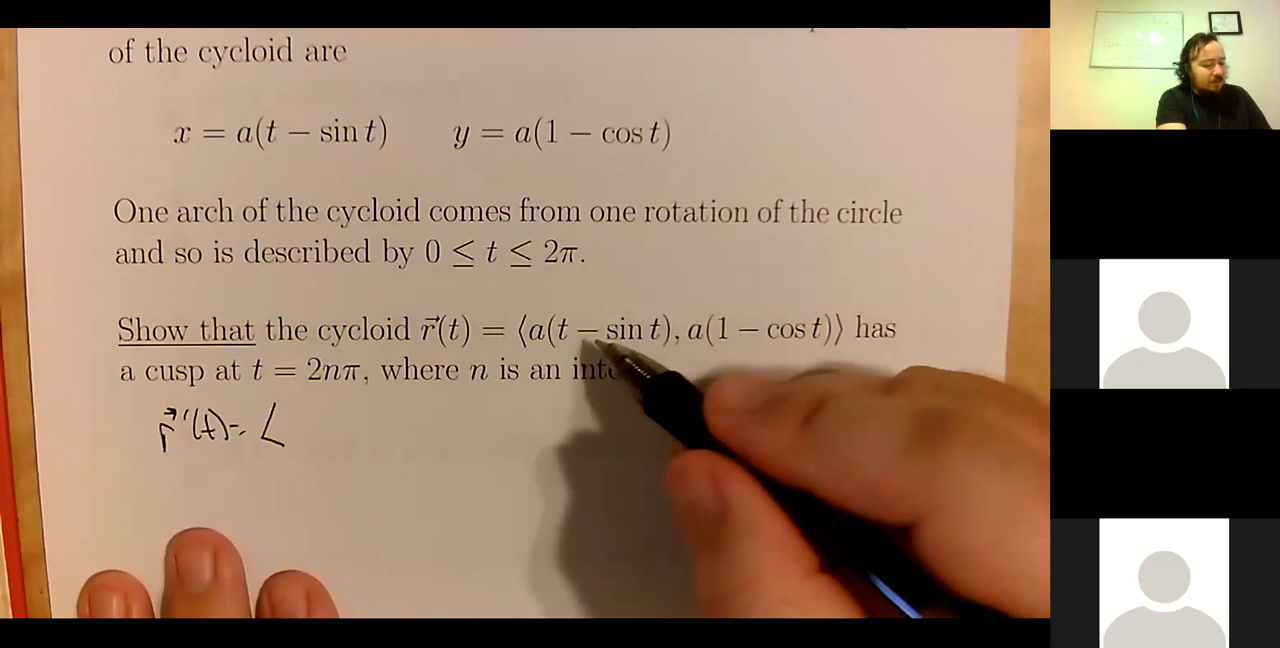 of the cycloid are
x = a(t − sin t) y = a(1 − cos t)
One arch of the cycloid comes from one rotation of the circle
and so is described by 0 ≤ t ≤ 2π.
Show that the cycloid r⃗(t) = ⟨a(t − sin t), a(1 − cos t)⟩ has
a cusp at t = 2nπ, where n is an
r⃗'(t) = ⟨